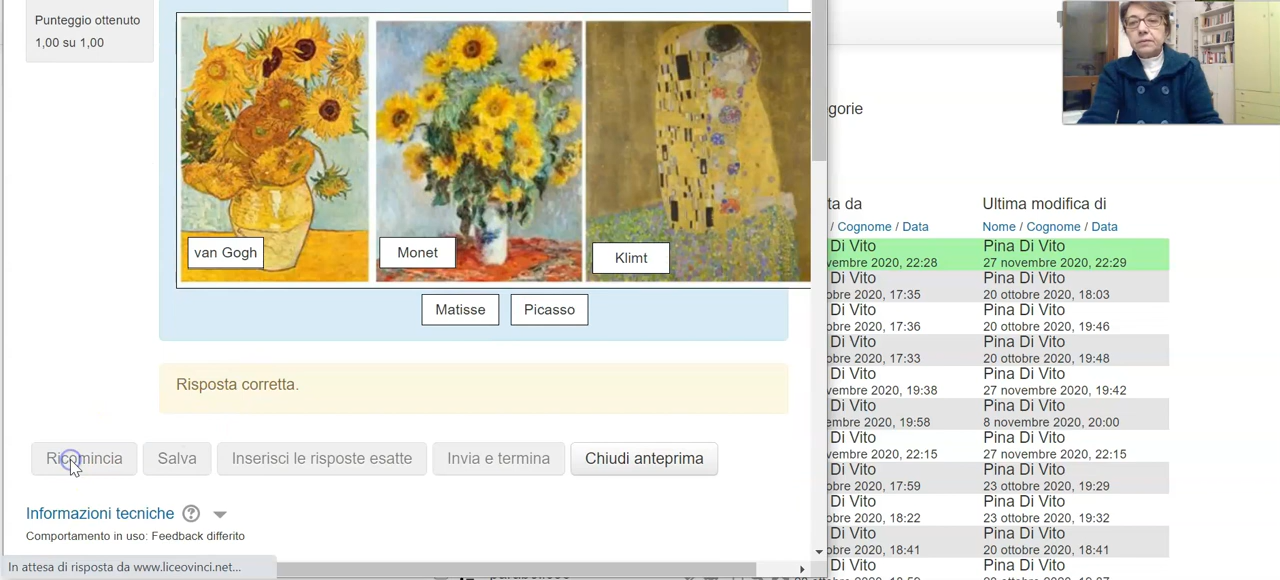 Punteggio ottenuto
1,00 su 1,00
van Gogh
Monet
Klimt
Matisse
Picasso
Risposta corretta.
Ricomincia
Salva
Inserisci le risposte esatte
Invia e termina
Chiudi anteprima
Informazioni tecniche
Comportamento in uso: Feedback differito
In attesa di risposta da www.liceovinci.net...
gorie
ta da
Ultima modifica di
/ Cognome / Data
Nome / Cognome / Data
Di Vito
Pina Di Vito
vembre 2020, 22:28
27 novembre 2020, 22:29
Di Vito
Pina Di Vito
obre 2020, 17:35
20 ottobre 2020, 18:03
Di Vito
Pina Di Vito
obre 2020, 17:36
20 ottobre 2020, 19:46
Di Vito
Pina Di Vito
obre 2020, 17:33
20 ottobre 2020, 19:48
Di Vito
Pina Di Vito
vembre 2020, 19:38
27 novembre 2020, 19:42
Di Vito
Pina Di Vito
embre 2020, 19:58
8 novembre 2020, 20:00
Di Vito
Pina Di Vito
vembre 2020, 22:15
27 novembre 2020, 22:15
Di Vito
Pina Di Vito
obre 2020, 17:59
23 ottobre 2020, 19:29
Di Vito
Pina Di Vito
obre 2020, 18:22
23 ottobre 2020, 19:32
Di Vito
Pina Di Vito
obre 2020, 18:41
20 ottobre 2020, 18:41
Di Vito
Pina Di Vito